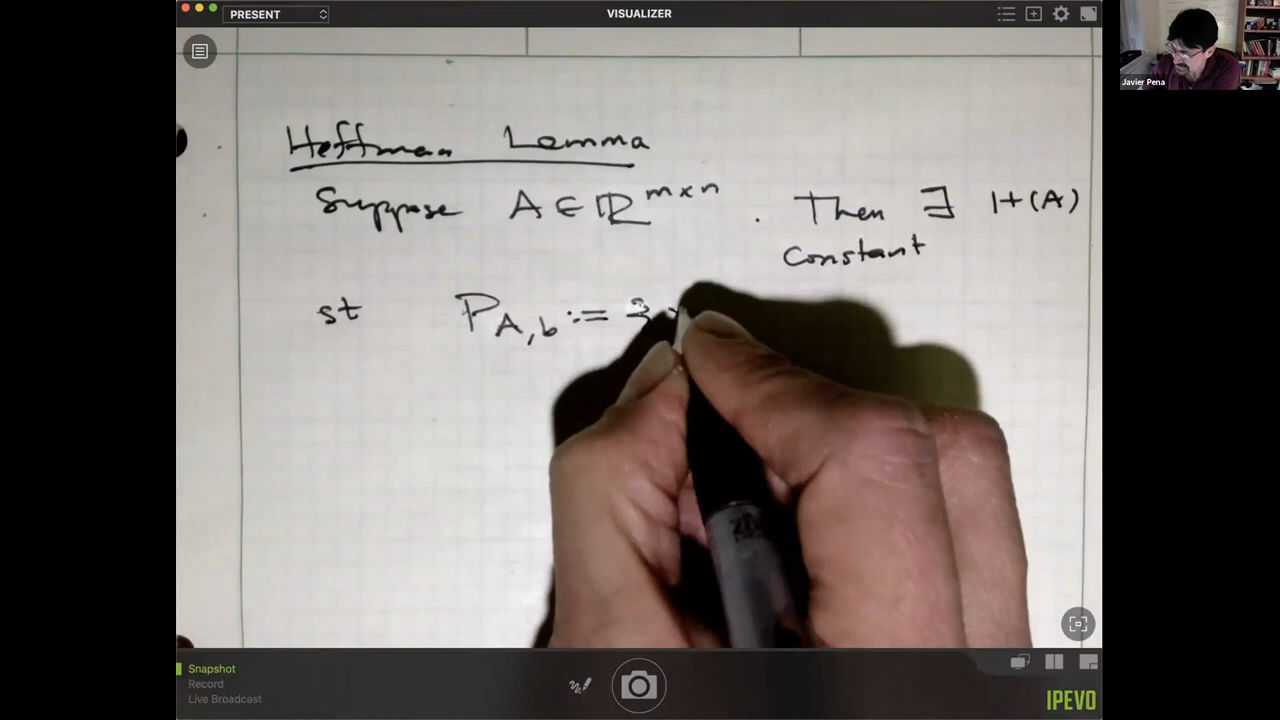 PRESENT
VISUALIZER
Javier Pena
Hoffman Lemma
Suppose A ∈ ℝ^{m×n} . Then ∃ H(A)
constant
st P_{A,b} := { x
Snapshot
Record
Live Broadcast
IPEVO